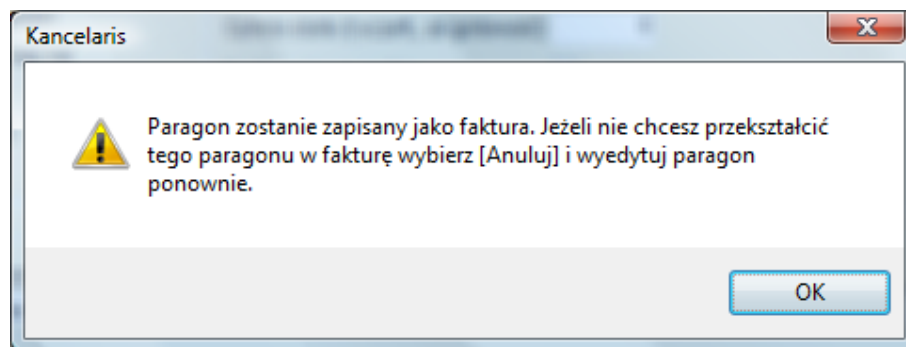 Kancelaris
Paragon zostanie zapisany jako faktura. Jeżeli nie chcesz przekształcić
tego paragonu w fakturę wybierz [Anuluj] i wyedytuj paragon
ponownie.
OK